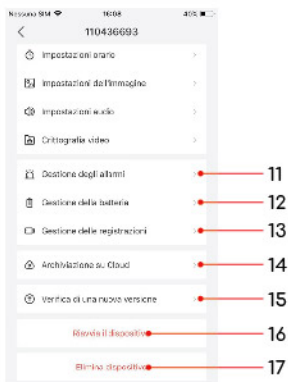 Nessuna SIM 16:08 40%
110436693
Impostazioni orario
Impostazioni de l'immagine
Impostazioni audio
Crittografia video
Gestione degli allarmi 11
Gestione della batteria 12
Gestione delle registrazioni 13
Archiviazione su Cloud 14
Verifica di una nuova versione 15
Riavvia il dispositivo 16
Elimina dispositivo 17